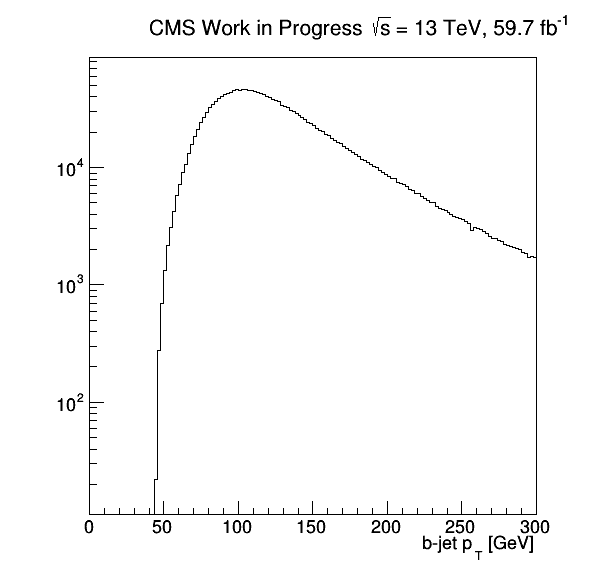 CMS Work in Progress √s = 13 TeV, 59.7 fb⁻¹
10⁴
10³
10²
0 50 100 150 200 250 300
b-jet p_T [GeV]